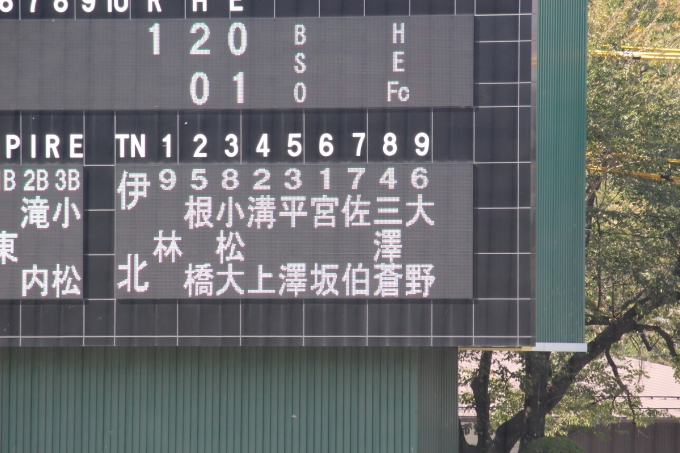 6 7 8 9 10 R H E
1 2 0 B H
S E
0 1 O Fc
PIRE TN 1 2 3 4 5 6 7 8 9
1B 2B 3B 9 5 8 2 3 1 7 4 6
滝 小 伊 根 小 溝 平 宮 佐 三 大
東 林 松 澤
内 松 北 橋 大 上 澤 坂 伯 蒼 野